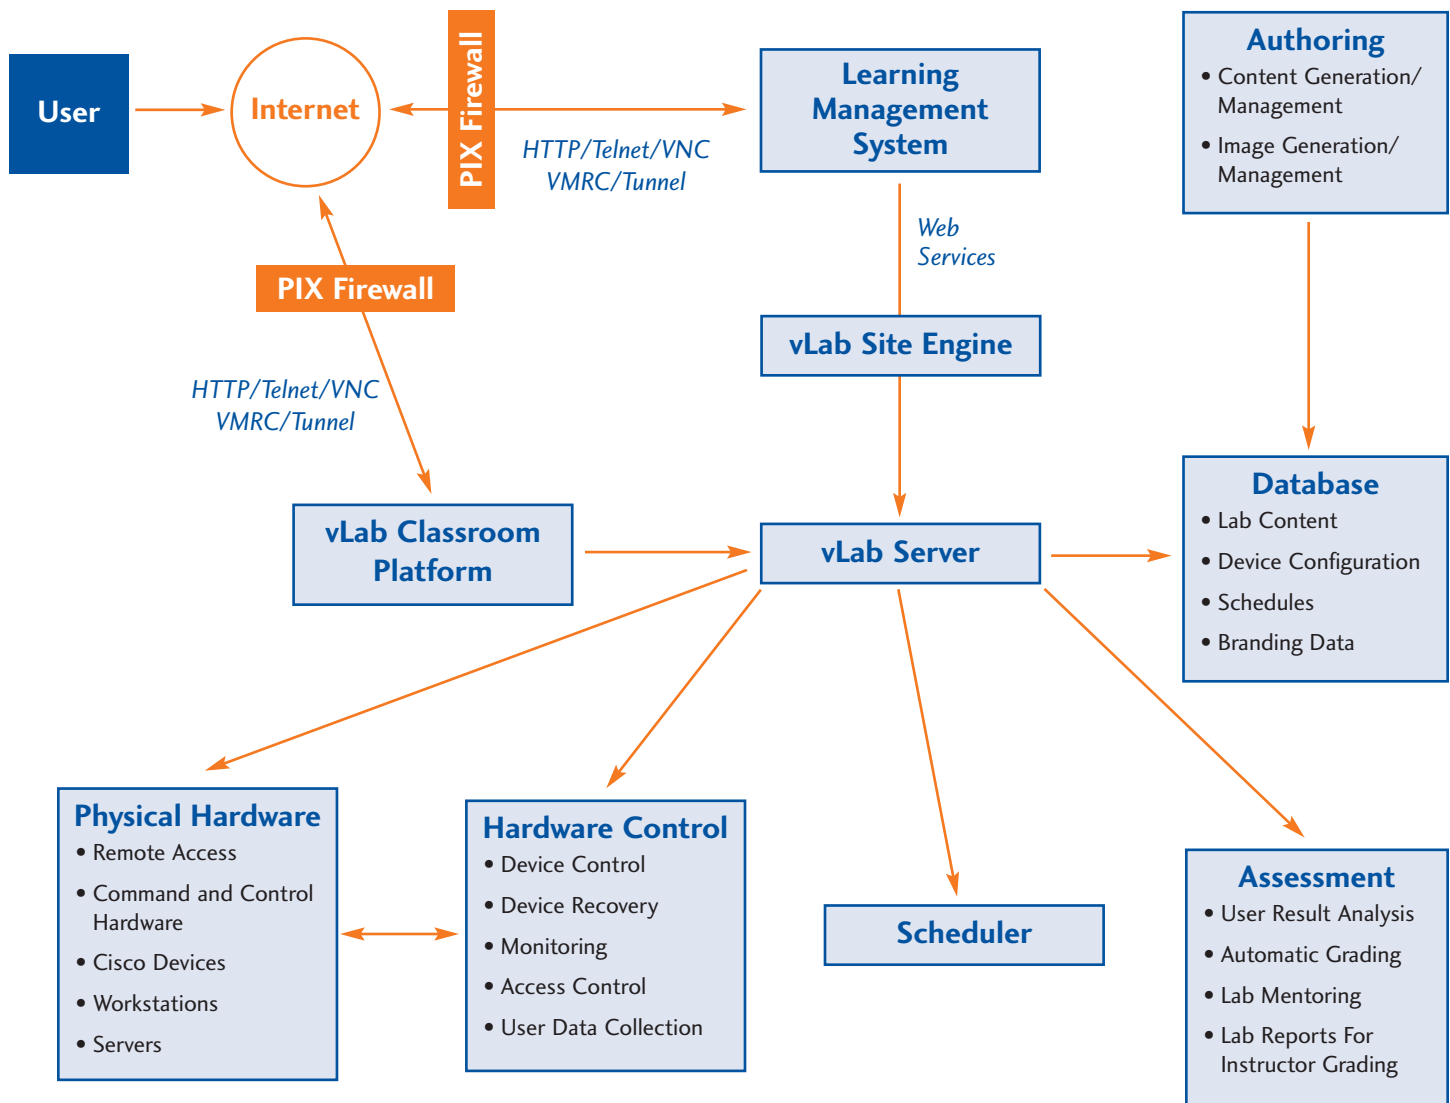 User
Internet
PIX Firewall
HTTP/Telnet/VNC
VMRC/Tunnel
Learning
Management
System
Authoring
• Content Generation/
Management
• Image Generation/
Management
Web
Services
PIX Firewall
HTTP/Telnet/VNC
VMRC/Tunnel
vLab Site Engine
vLab Classroom
Platform
vLab Server
Database
• Lab Content
• Device Configuration
• Schedules
• Branding Data
Physical Hardware
• Remote Access
• Command and Control
Hardware
• Cisco Devices
• Workstations
• Servers
Hardware Control
• Device Control
• Device Recovery
• Monitoring
• Access Control
• User Data Collection
Scheduler
Assessment
• User Result Analysis
• Automatic Grading
• Lab Mentoring
• Lab Reports For
Instructor Grading